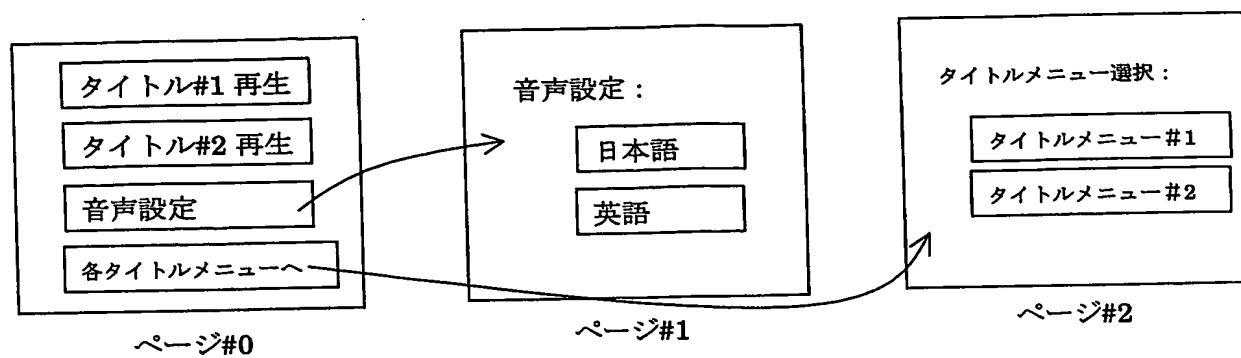 タイトル#1 再生
タイトル#2 再生
音声設定
各タイトルメニューへ
ページ#0
音声設定：
日本語
英語
ページ#1
タイトルメニュー選択：
タイトルメニュー＃1
タイトルメニュー＃2
ページ#2